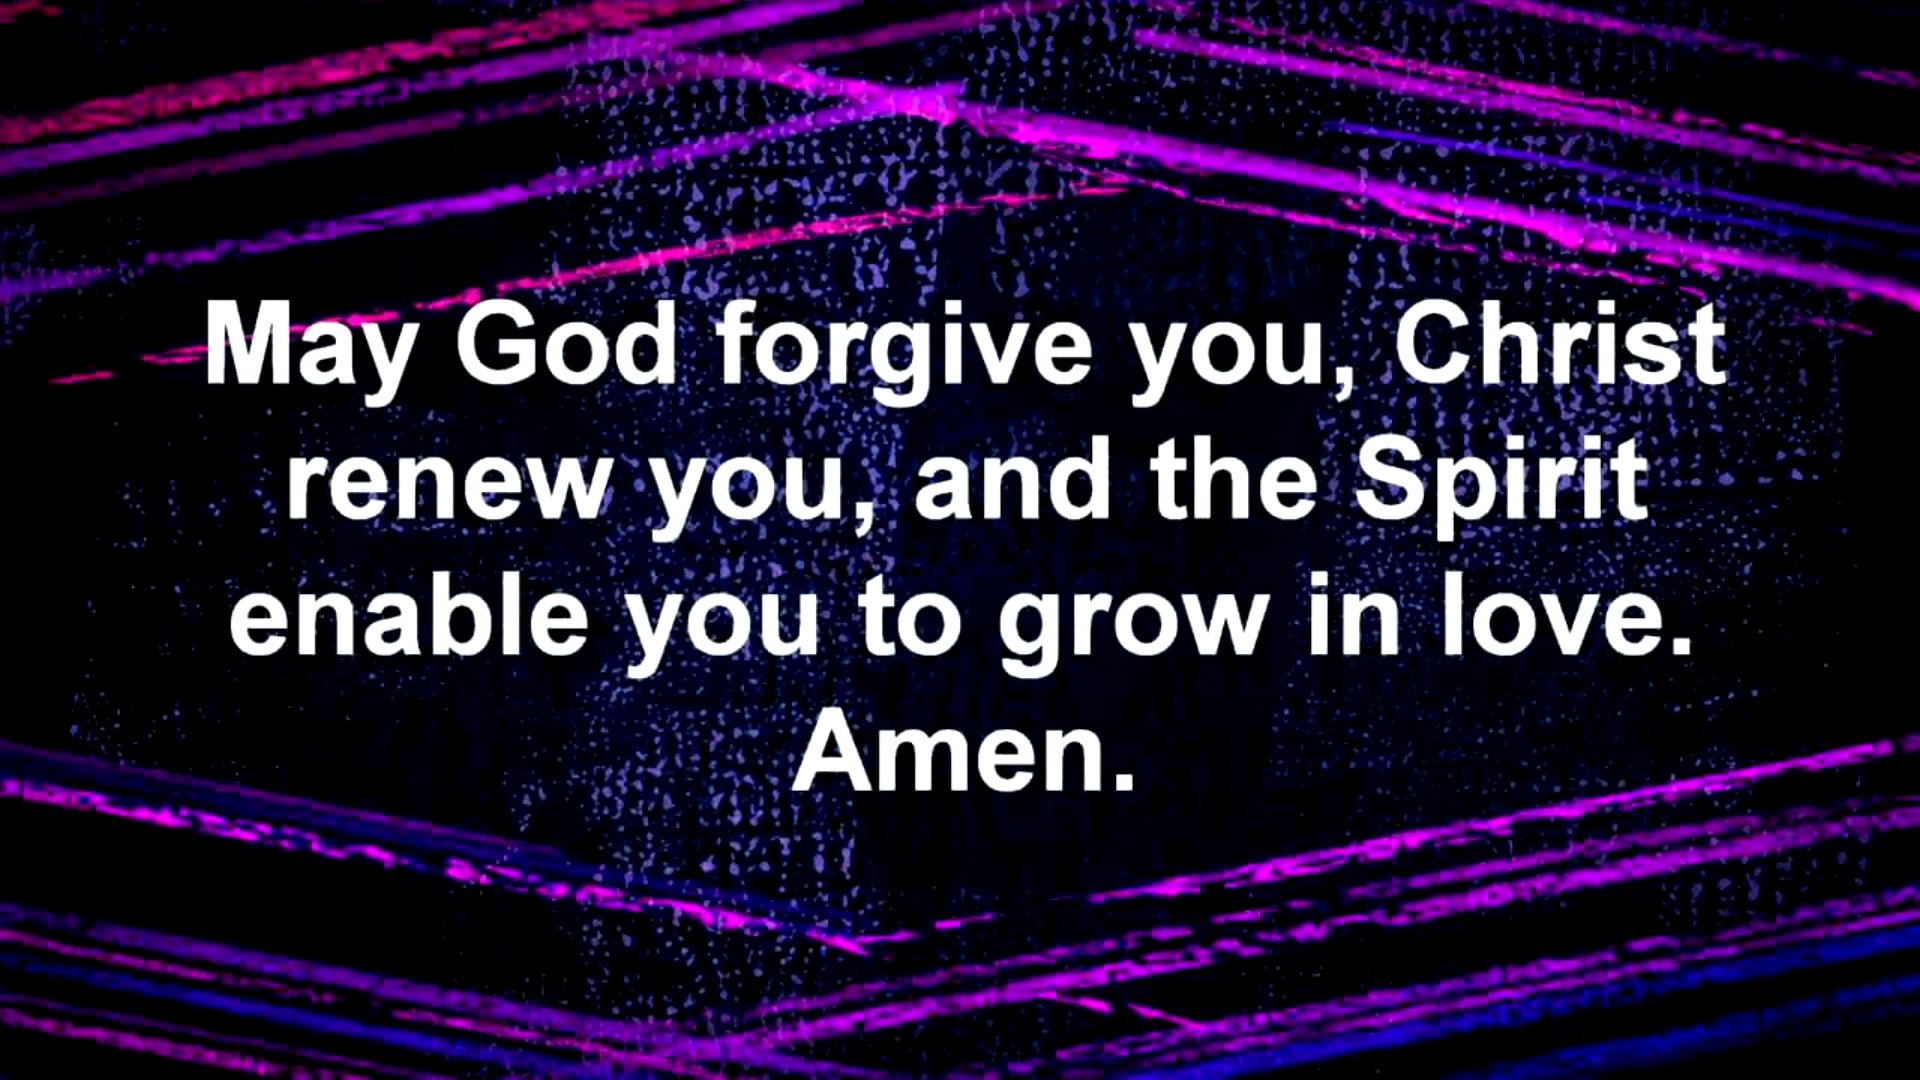 May God forgive you, Christ
renew you, and the Spirit
enable you to grow in love.
Amen.